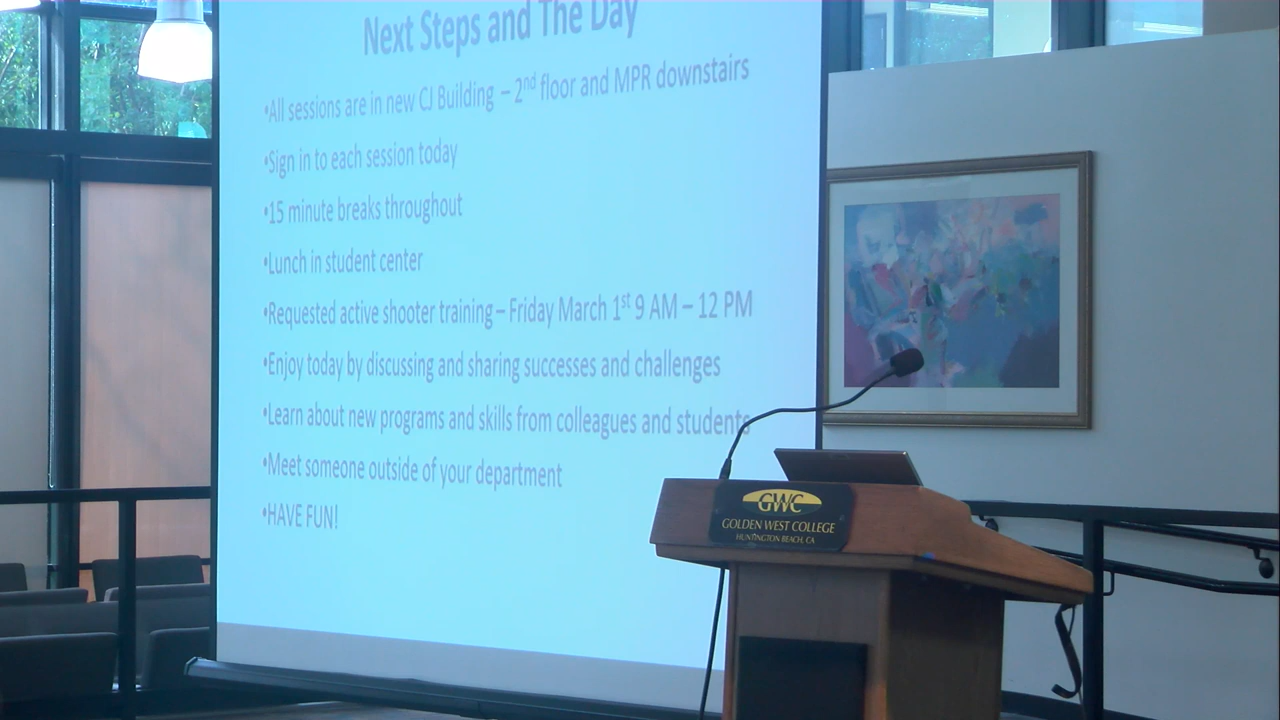 Next Steps and The Day
•All sessions are in new CJ Building – 2nd floor and MPR downstairs
•Sign in to each session today
•15 minute breaks throughout
•Lunch in student center
•Requested active shooter training – Friday March 1st 9 AM – 12 PM
•Enjoy today by discussing and sharing successes and challenges
•Learn about new programs and skills from colleagues and students
•Meet someone outside of your department
•HAVE FUN!
GWC
GOLDEN WEST COLLEGE
HUNTINGTON BEACH, CA